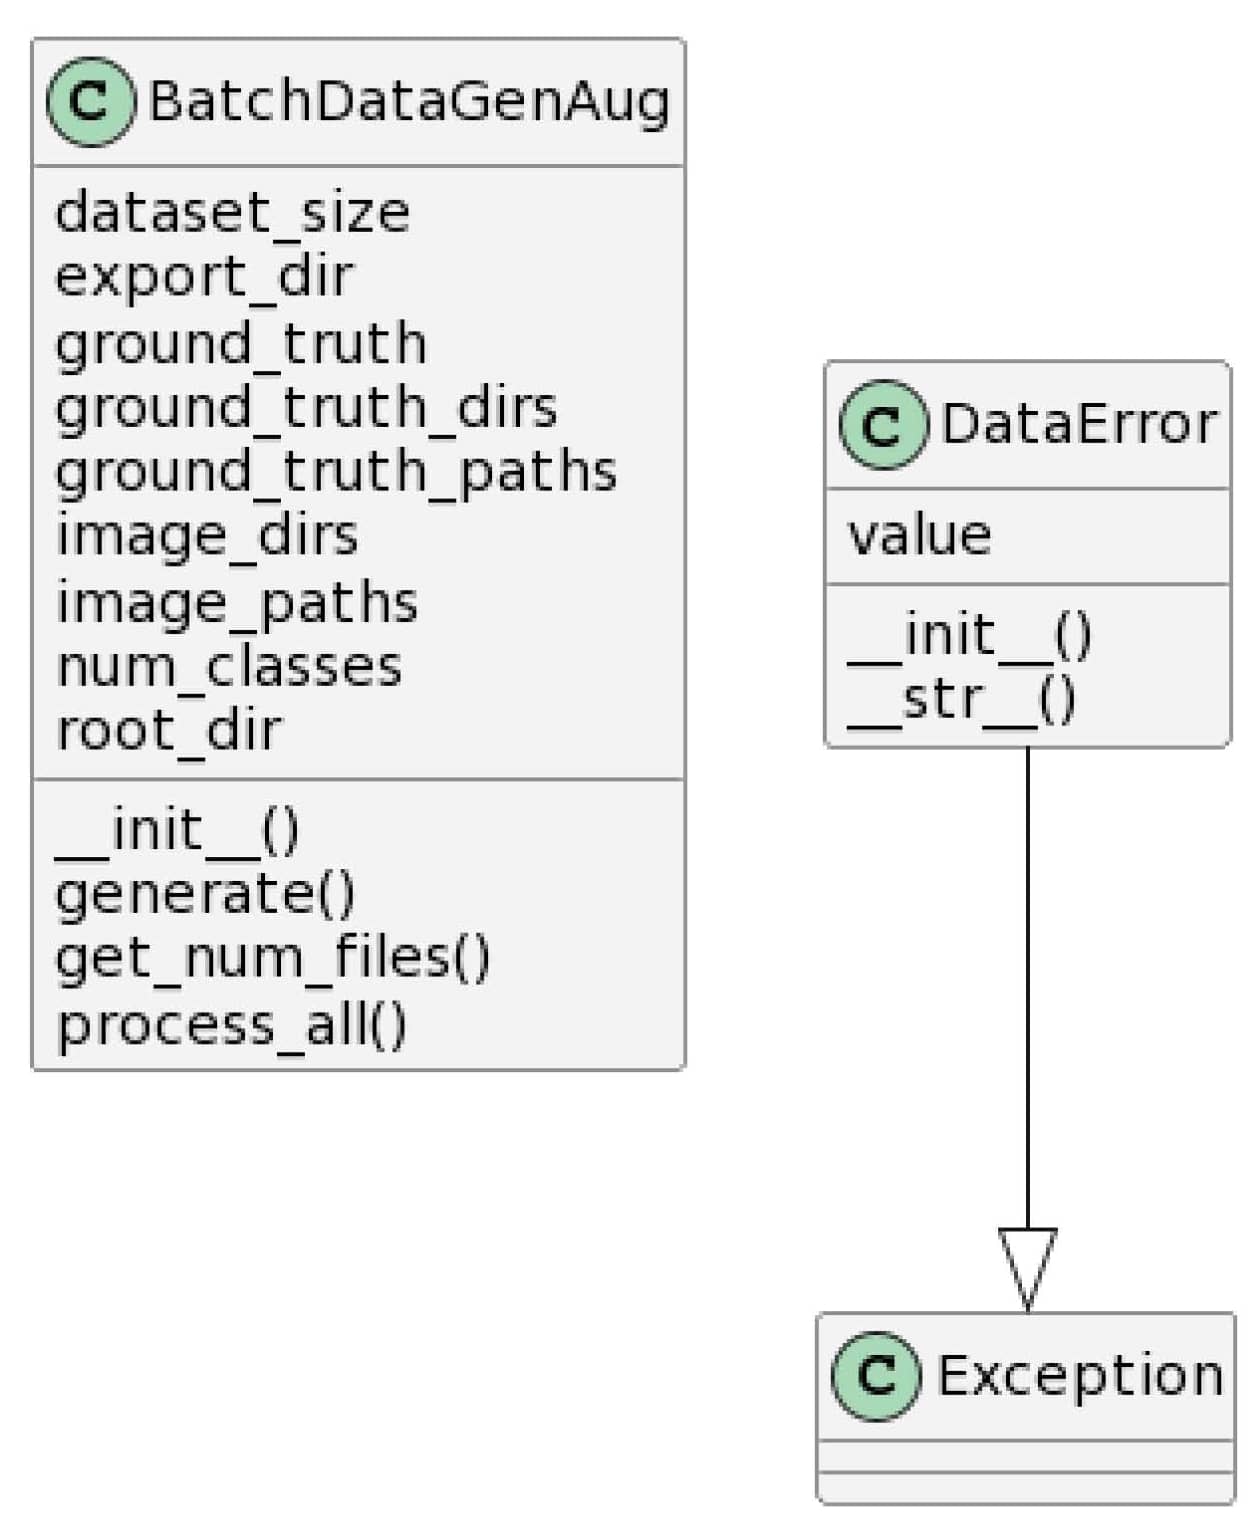 C BatchDataGenAug
dataset_size
export_dir
ground_truth
ground_truth_dirs
ground_truth_paths
image_dirs
image_paths
num_classes
root_dir
__init__()
generate()
get_num_files()
process_all()
C DataError
value
__init__()
__str__()
C Exception